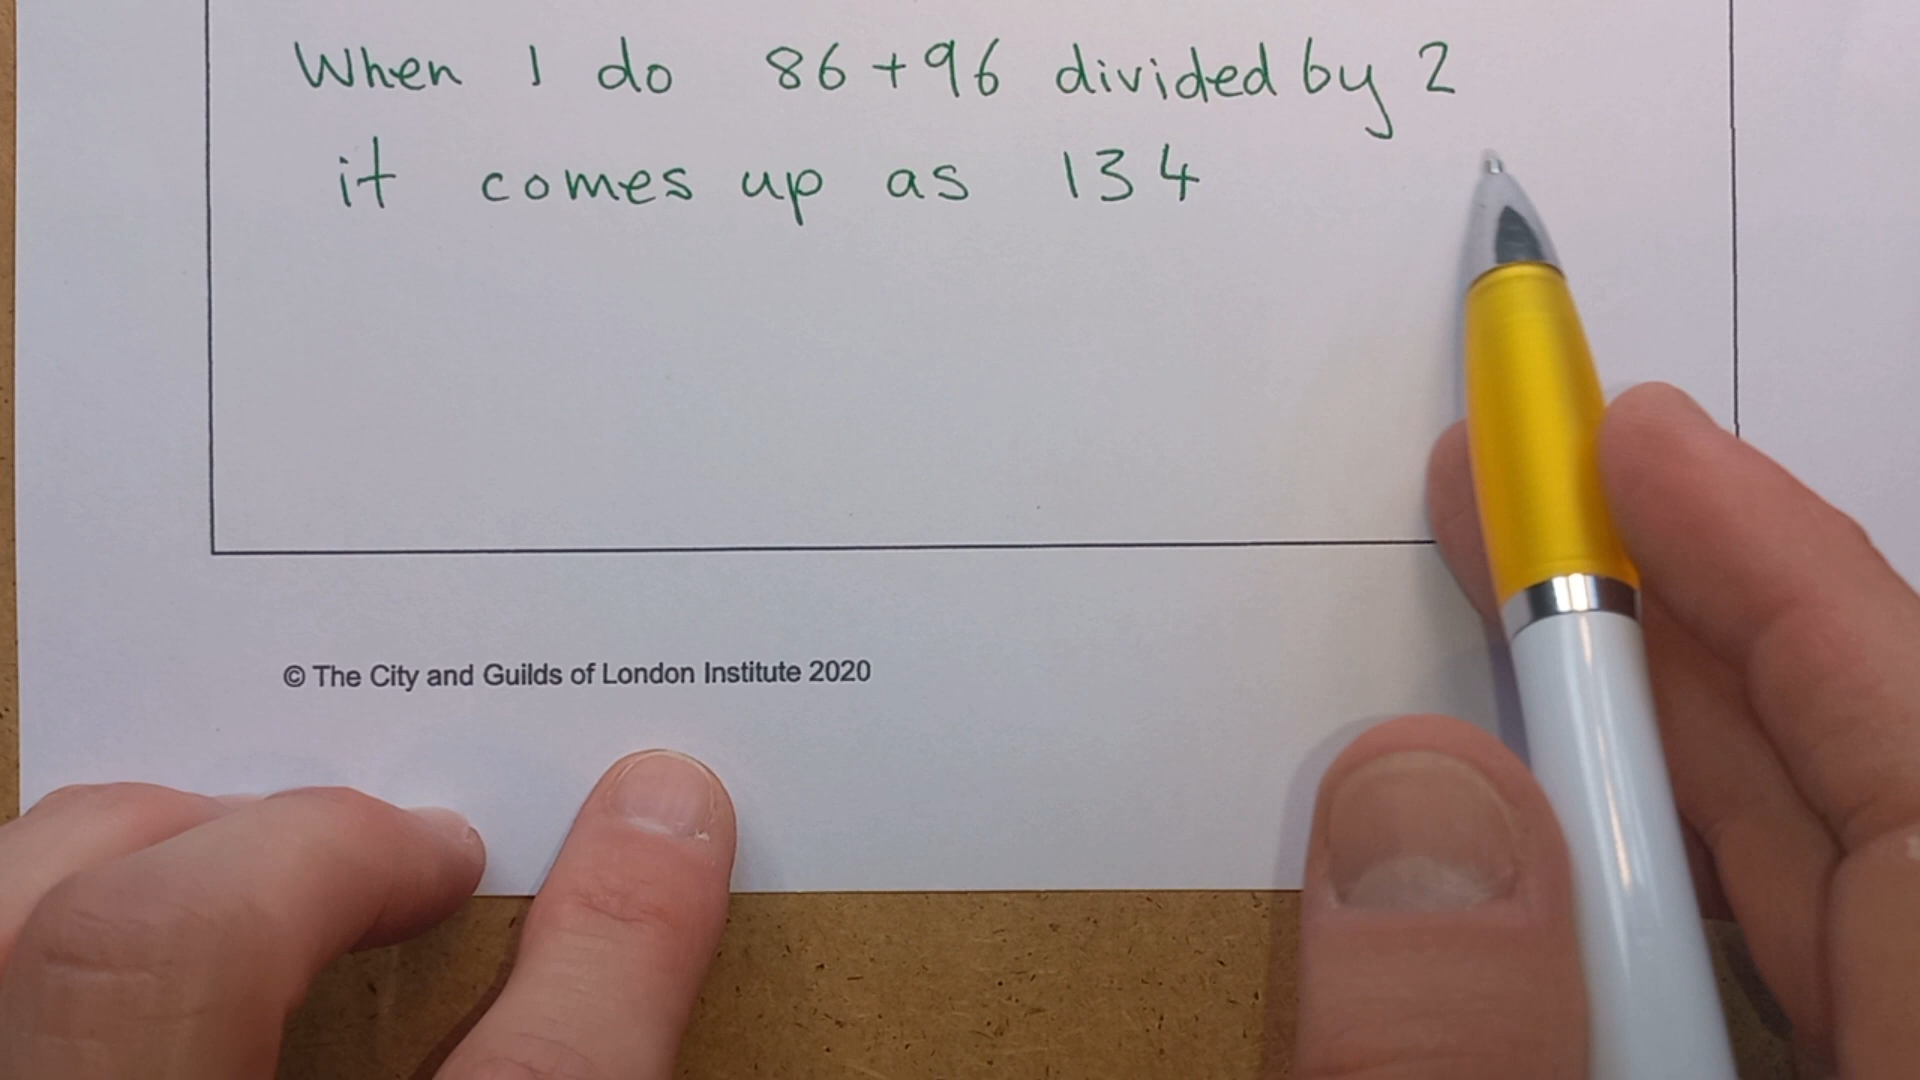 When I do 86+96 divided by 2
it comes up as 134
© The City and Guilds of London Institute 2020